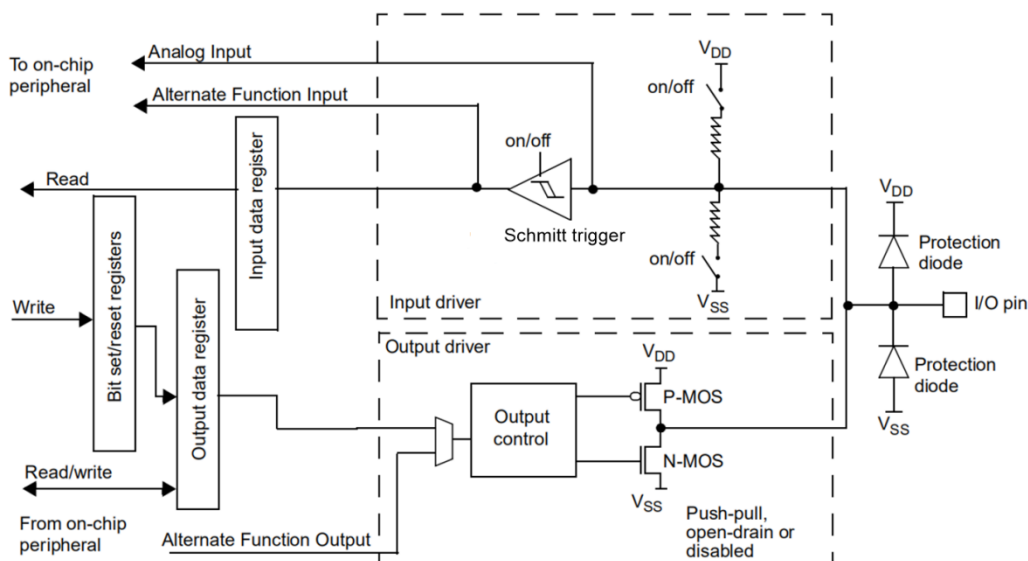 To on-chip
peripheral
Analog Input
Alternate Function Input
Read
Input data register
on/off
Schmitt trigger
VDD
on/off
on/off
VSS
Input driver
VDD
Protection
diode
I/O pin
Protection
diode
VSS
Write
Bit set/reset registers
Output data register
Read/write
From on-chip
peripheral
Alternate Function Output
Output driver
Output
control
VDD
P-MOS
N-MOS
VSS
Push-pull,
open-drain or
disabled